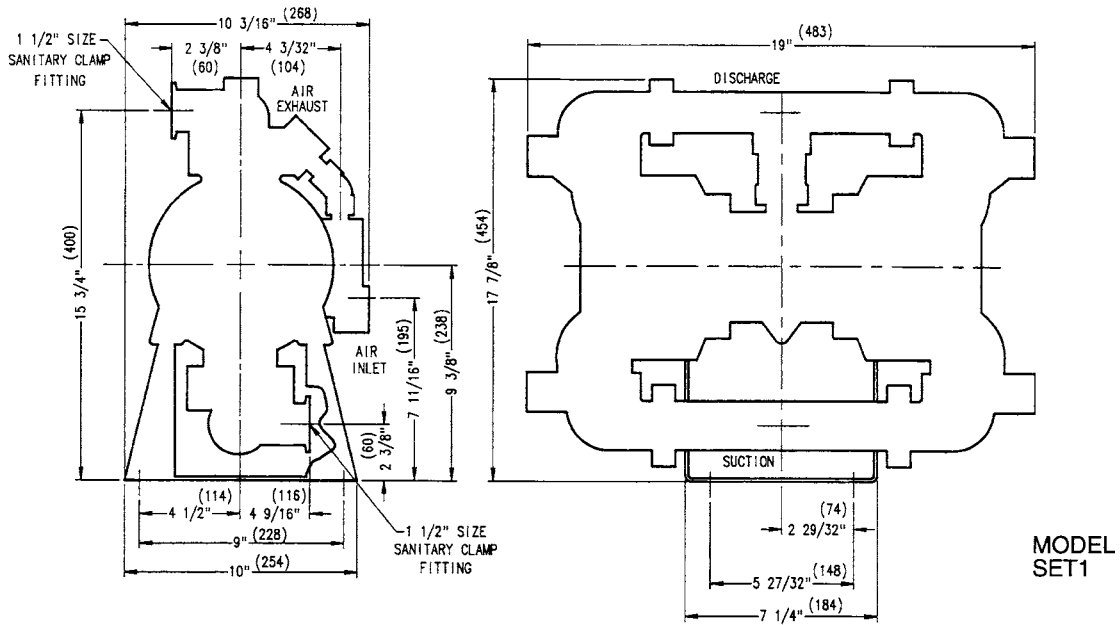 10 3/16" (268)
1 1/2" SIZE
SANITARY CLAMP
FITTING
2 3/8"
(60)
4 3/32"
(104)
AIR
EXHAUST
15 3/4" (400)
AIR
INLET
7 11/16" (195)
9 3/8" (238)
2 3/8"
(60)
(114)
4 1/2"
(116)
4 9/16"
9" (228)
10" (254)
1 1/2" SIZE
SANITARY CLAMP
FITTING
19" (483)
DISCHARGE
17 7/8" (454)
SUCTION
(74)
2 29/32"
5 27/32" (148)
7 1/4" (184)
MODEL
SET1